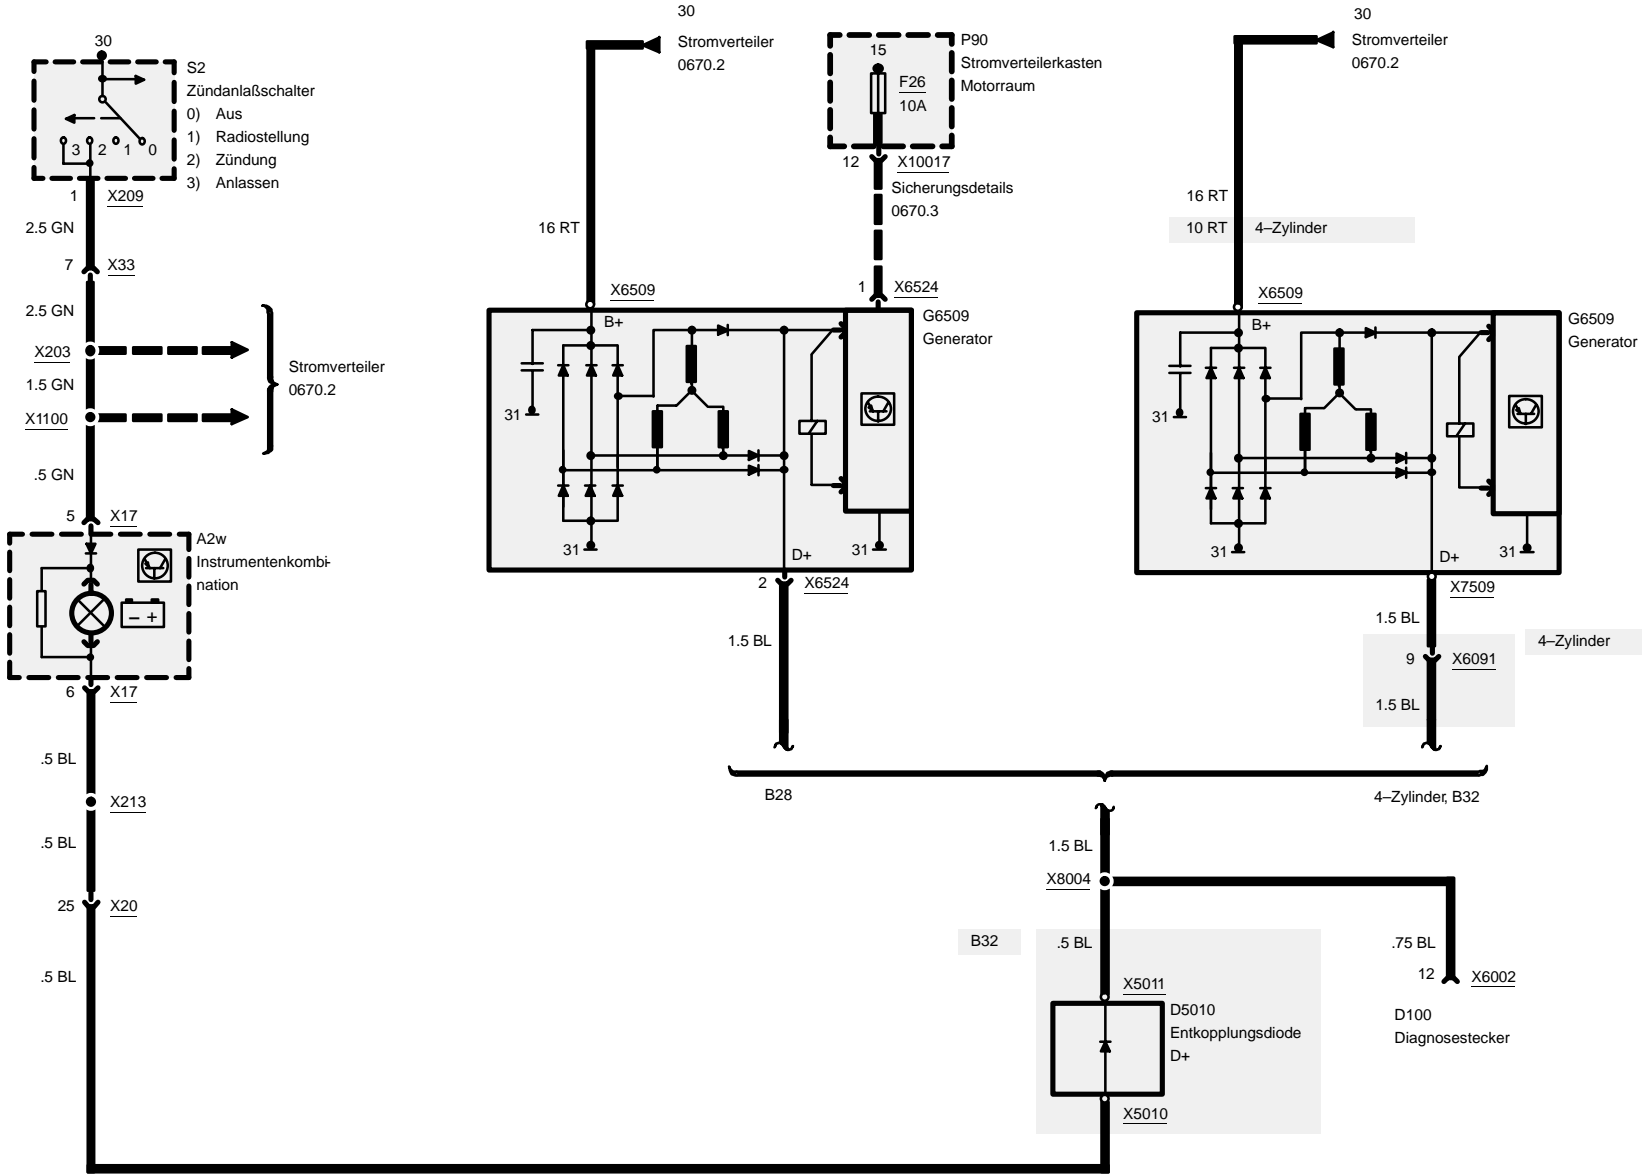 30
S2
Zündanlaßschalter
0) Aus
1) Radiostellung
2) Zündung
3) Anlassen
3 2 1 0
1 X209
2.5 GN
7 X33
2.5 GN
X203
1.5 GN
X1100
.5 GN
Stromverteiler
0670.2
5 X17
A2w
Instrumentenkombi–
nation
– +
6 X17
.5 BL
X213
.5 BL
25 X20
.5 BL
30
Stromverteiler
0670.2
16 RT
X6509
P90
Stromverteilerkasten
Motorraum
15
F26
10A
12 X10017
Sicherungsdetails
0670.3
1 X6524
G6509
Generator
B+
31
31
31
D+
2 X6524
1.5 BL
30
Stromverteiler
0670.2
16 RT
10 RT 4–Zylinder
X6509
G6509
Generator
B+
31
31
31
D+
X7509
1.5 BL
4–Zylinder
9 X6091
1.5 BL
B28
4–Zylinder, B32
1.5 BL
X8004
B32
.5 BL
.75 BL
12 X6002
D100
Diagnosestecker
X5011
D5010
Entkopplungsdiode
D+
X5010